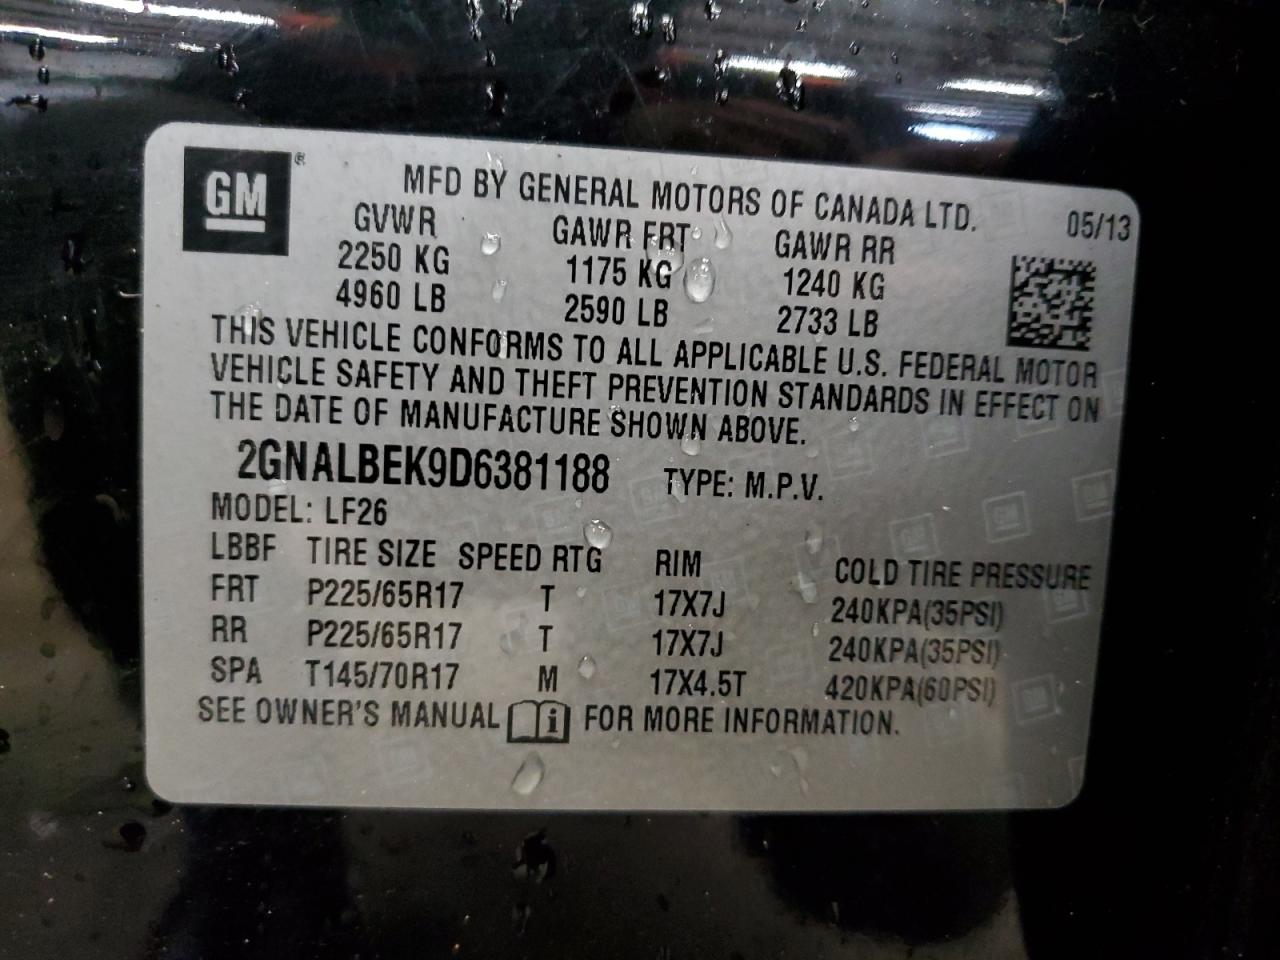 GM®
MFD BY GENERAL MOTORS OF CANADA LTD. 05/13
GVWR GAWR FRT GAWR RR
2250 KG 1175 KG 1240 KG
4960 LB 2590 LB 2733 LB
THIS VEHICLE CONFORMS TO ALL APPLICABLE U.S. FEDERAL MOTOR
VEHICLE SAFETY AND THEFT PREVENTION STANDARDS IN EFFECT ON
THE DATE OF MANUFACTURE SHOWN ABOVE.
2GNALBEK9D6381188 TYPE: M.P.V.
MODEL: LF26
LBBF TIRE SIZE SPEED RTG RIM COLD TIRE PRESSURE
FRT P225/65R17 T 17X7J 240KPA(35PSI)
RR P225/65R17 T 17X7J 240KPA(35PSI)
SPA T145/70R17 M 17X4.5T 420KPA(60PSI)
SEE OWNER'S MANUAL i FOR MORE INFORMATION.